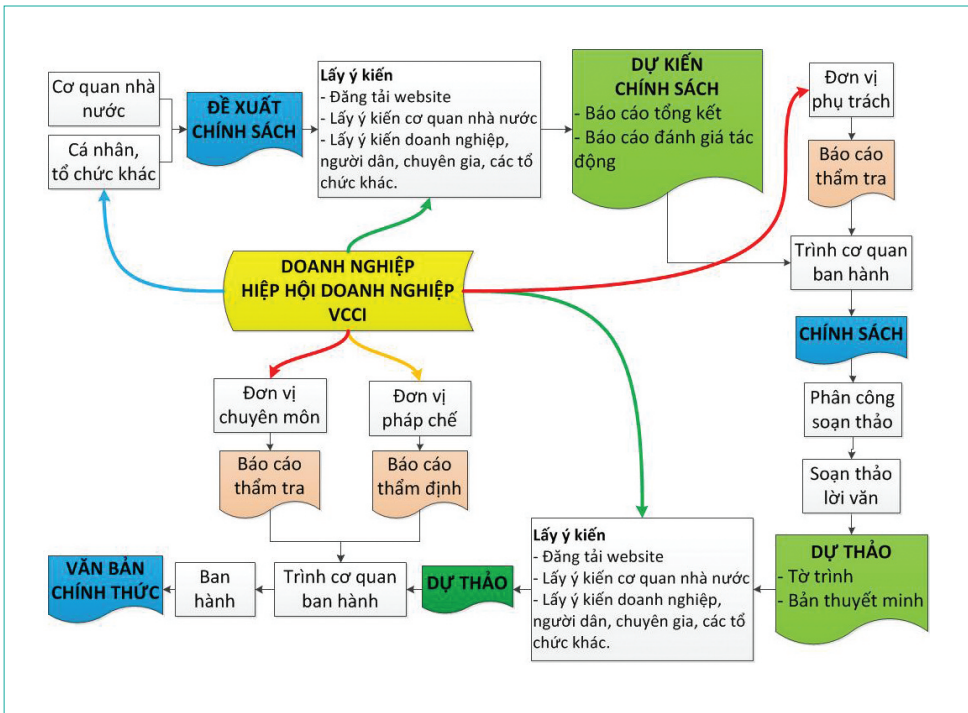 Cơ quan nhà
nước
Cá nhân,
tổ chức khác
ĐỀ XUẤT
CHÍNH SÁCH
Lấy ý kiến
- Đăng tải website
- Lấy ý kiến cơ quan nhà nước
- Lấy ý kiến doanh nghiệp,
người dân, chuyên gia, các tổ
chức khác.
DỰ KIẾN
CHÍNH SÁCH
- Báo cáo tổng kết
- Báo cáo đánh giá tác
động
Đơn vị
phụ trách
Báo cáo
thẩm tra
Trình cơ quan
ban hành
CHÍNH SÁCH
Phân công
soạn thảo
Soạn thảo
lời văn
DỰ THẢO
- Tờ trình
- Bản thuyết minh
DOANH NGHIỆP
HIỆP HỘI DOANH NGHIỆP
VCCI
Đơn vị
chuyên môn
Báo cáo
thẩm tra
Đơn vị
pháp chế
Báo cáo
thẩm định
Lấy ý kiến
- Đăng tải website
- Lấy ý kiến cơ quan nhà nước
- Lấy ý kiến doanh nghiệp,
người dân, chuyên gia, các tổ
chức khác.
DỰ THẢO
Trình cơ quan
ban hành
Ban
hành
VĂN BẢN
CHÍNH THỨC